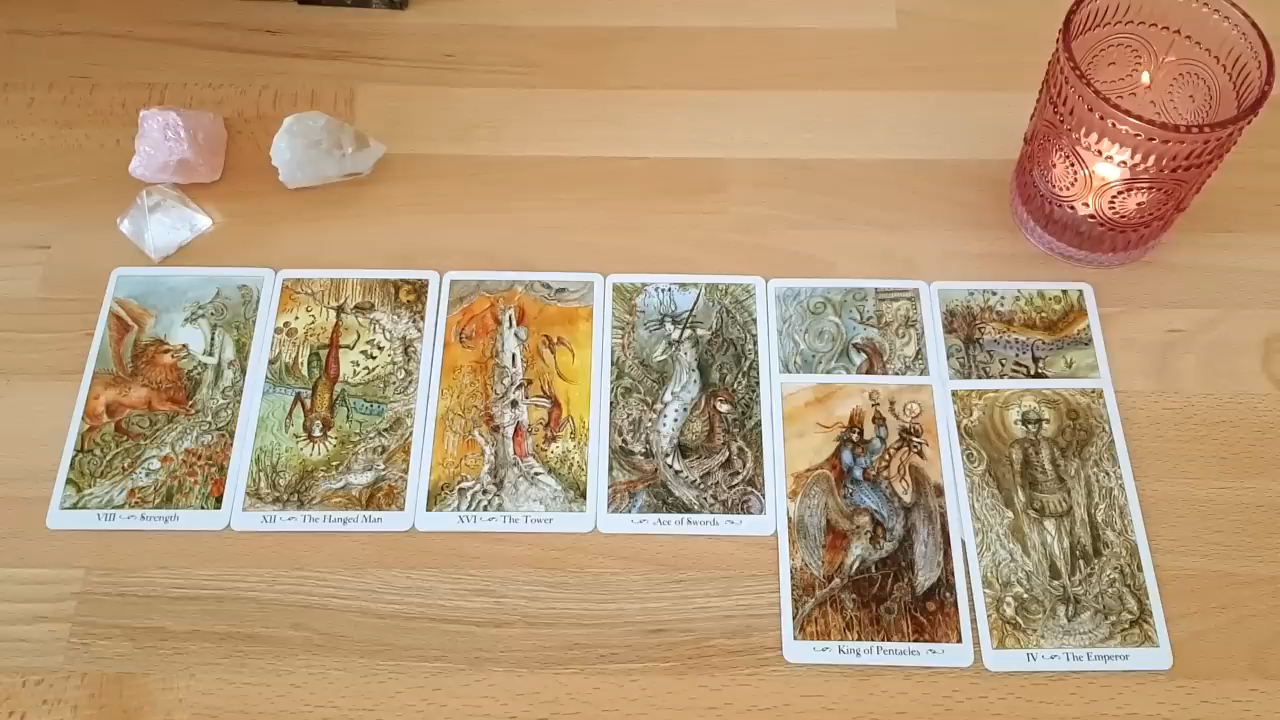 VIII Strength
XII The Hanged Man
XVI The Tower
Ace of Swords
King of Pentacles
IV The Emperor